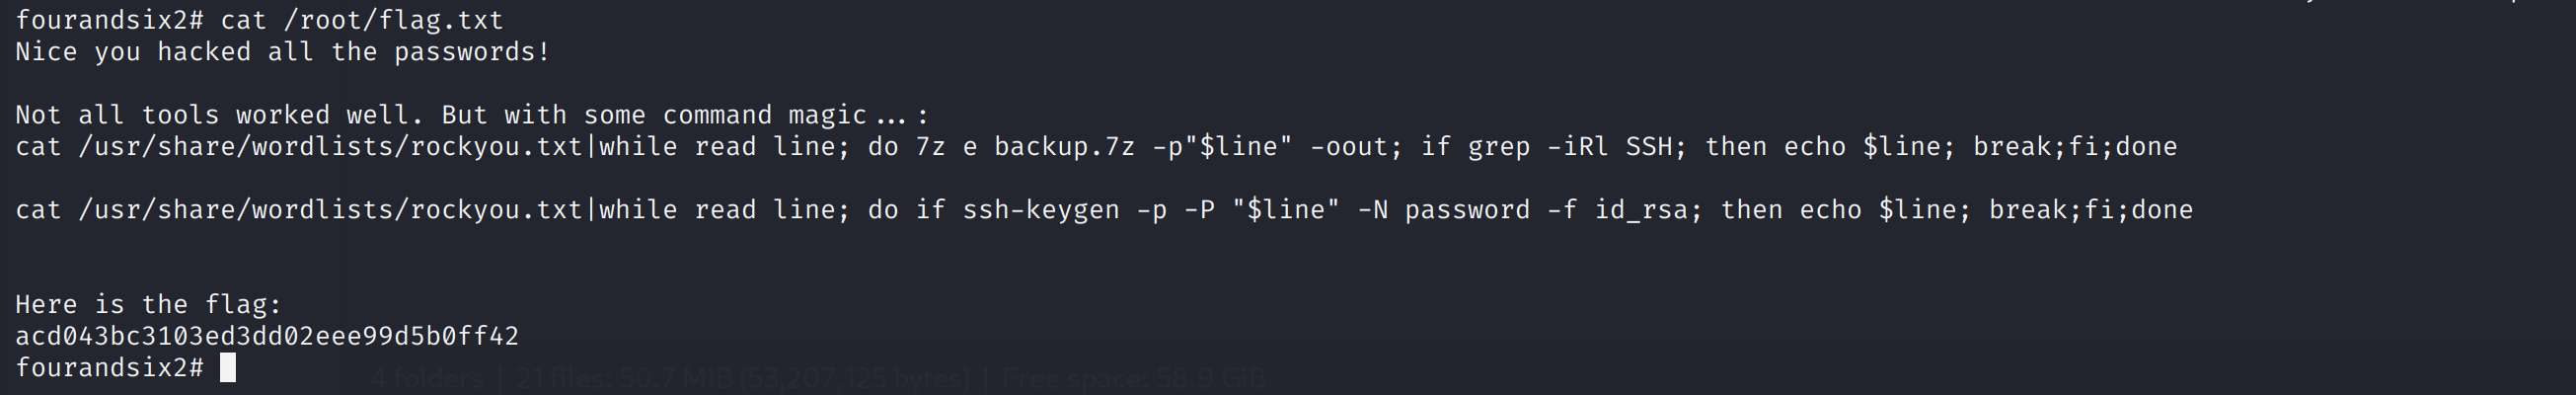 fourandsix2# cat /root/flag.txt
Nice you hacked all the passwords!
Not all tools worked well. But with some command magic...:
cat /usr/share/wordlists/rockyou.txt|while read line; do 7z e backup.7z -p"$line" -oout; if grep -iRl SSH; then echo $line; break;fi;done
cat /usr/share/wordlists/rockyou.txt|while read line; do if ssh-keygen -p -P "$line" -N password -f id_rsa; then echo $line; break;fi;done
Here is the flag:
acd043bc3103ed3dd02eee99d5b0ff42
fourandsix2#
4 folders | 21 files: 50.7 MiB (53,207,125 bytes) | Free space: 58.9 GiB